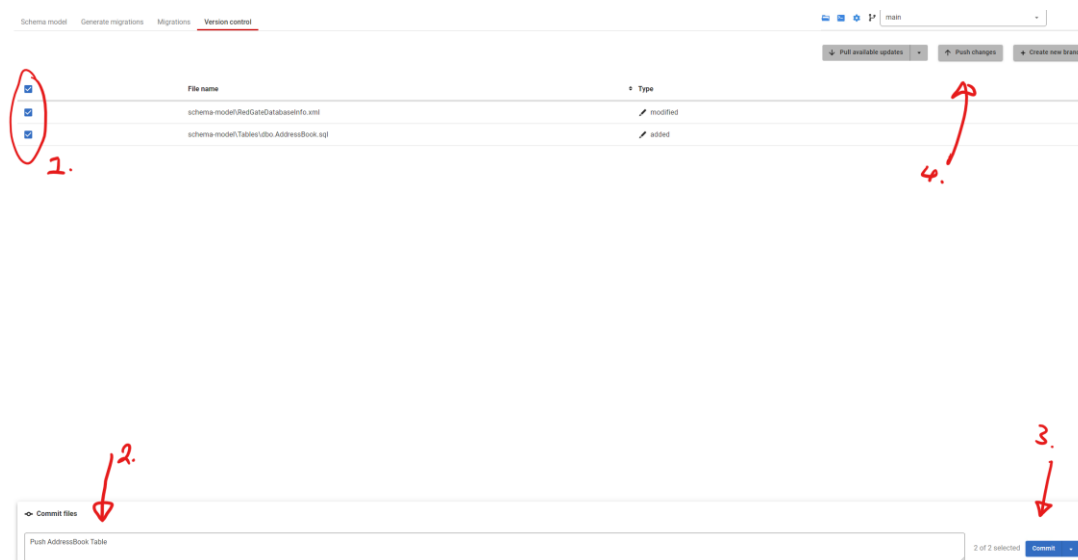 Schema model Generate migrations Migrations Version control main
Pull available updates Push changes + Create new bran
File name Type
schema-model\RedGateDatabaseInfo.xml modified
schema-model\Tables\dbo.AddressBook.sql added
1.
4.
2.
3.
Commit files
Push AddressBook Table
2 of 2 selected Commit